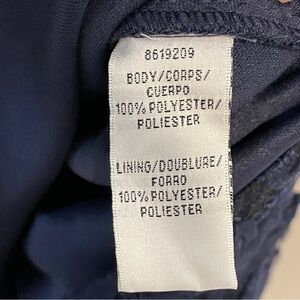 8619209
BODY/CORPS/
CUERPO
100% POLYESTER/
POLIESTER
LINING/DOUBLURE/
FORRO
100% POLYESTER/
POLIESTER